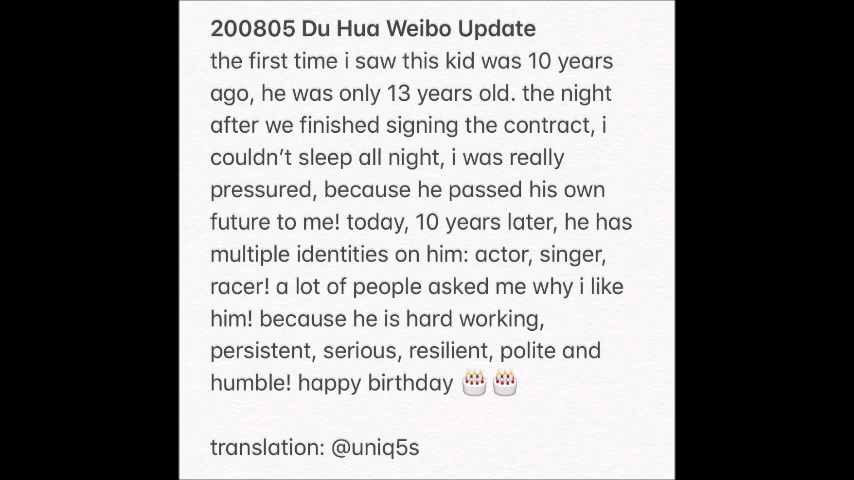 200805 Du Hua Weibo Update
the first time i saw this kid was 10 years
ago, he was only 13 years old. the night
after we finished signing the contract, i
couldn’t sleep all night, i was really
pressured, because he passed his own
future to me! today, 10 years later, he has
multiple identities on him: actor, singer,
racer! a lot of people asked me why i like
him! because he is hard working,
persistent, serious, resilient, polite and
humble! happy birthday 🎂🎂
translation: @uniq5s